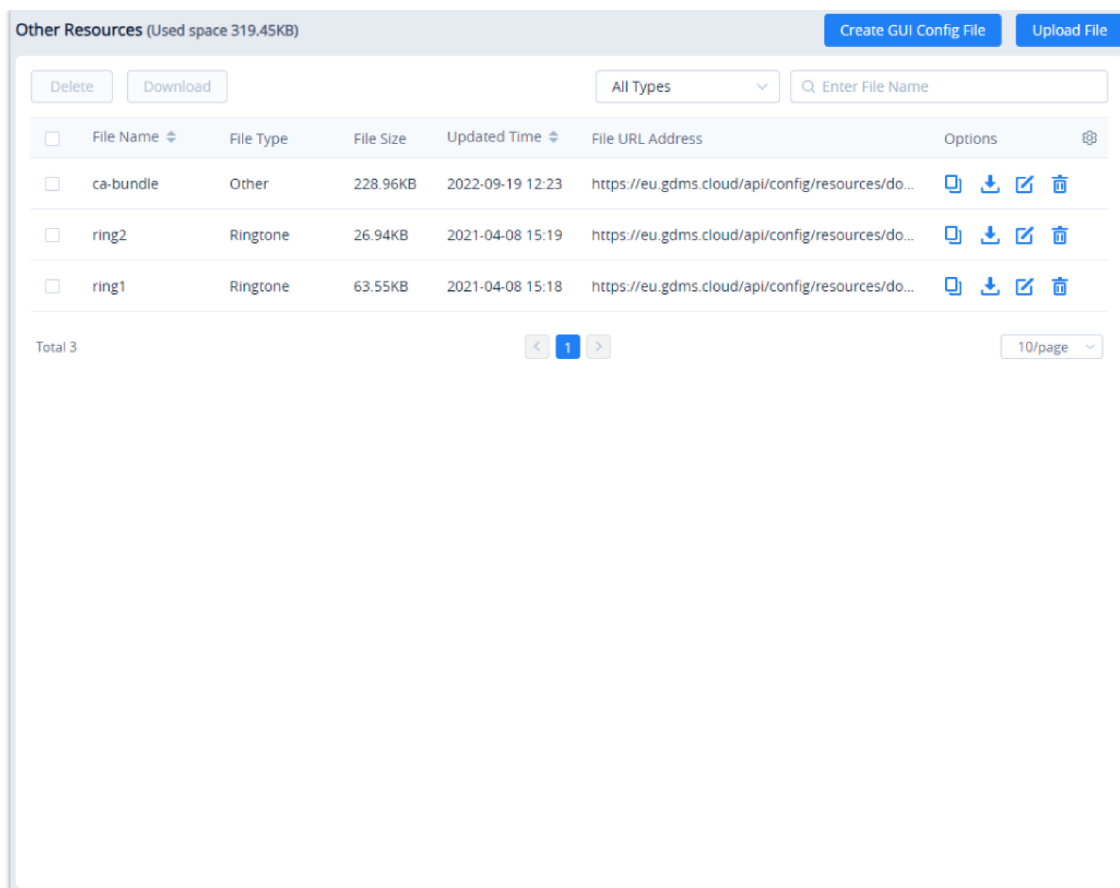 Other Resources (Used space 319.45KB) Create GUI Config File Upload File
Delete Download All Types Enter File Name
File Name File Type File Size Updated Time File URL Address Options
ca-bundle Other 228.96KB 2022-09-19 12:23 https://eu.gdms.cloud/api/config/resources/do...
ring2 Ringtone 26.94KB 2021-04-08 15:19 https://eu.gdms.cloud/api/config/resources/do...
ring1 Ringtone 63.55KB 2021-04-08 15:18 https://eu.gdms.cloud/api/config/resources/do...
Total 3 < 1 > 10/page